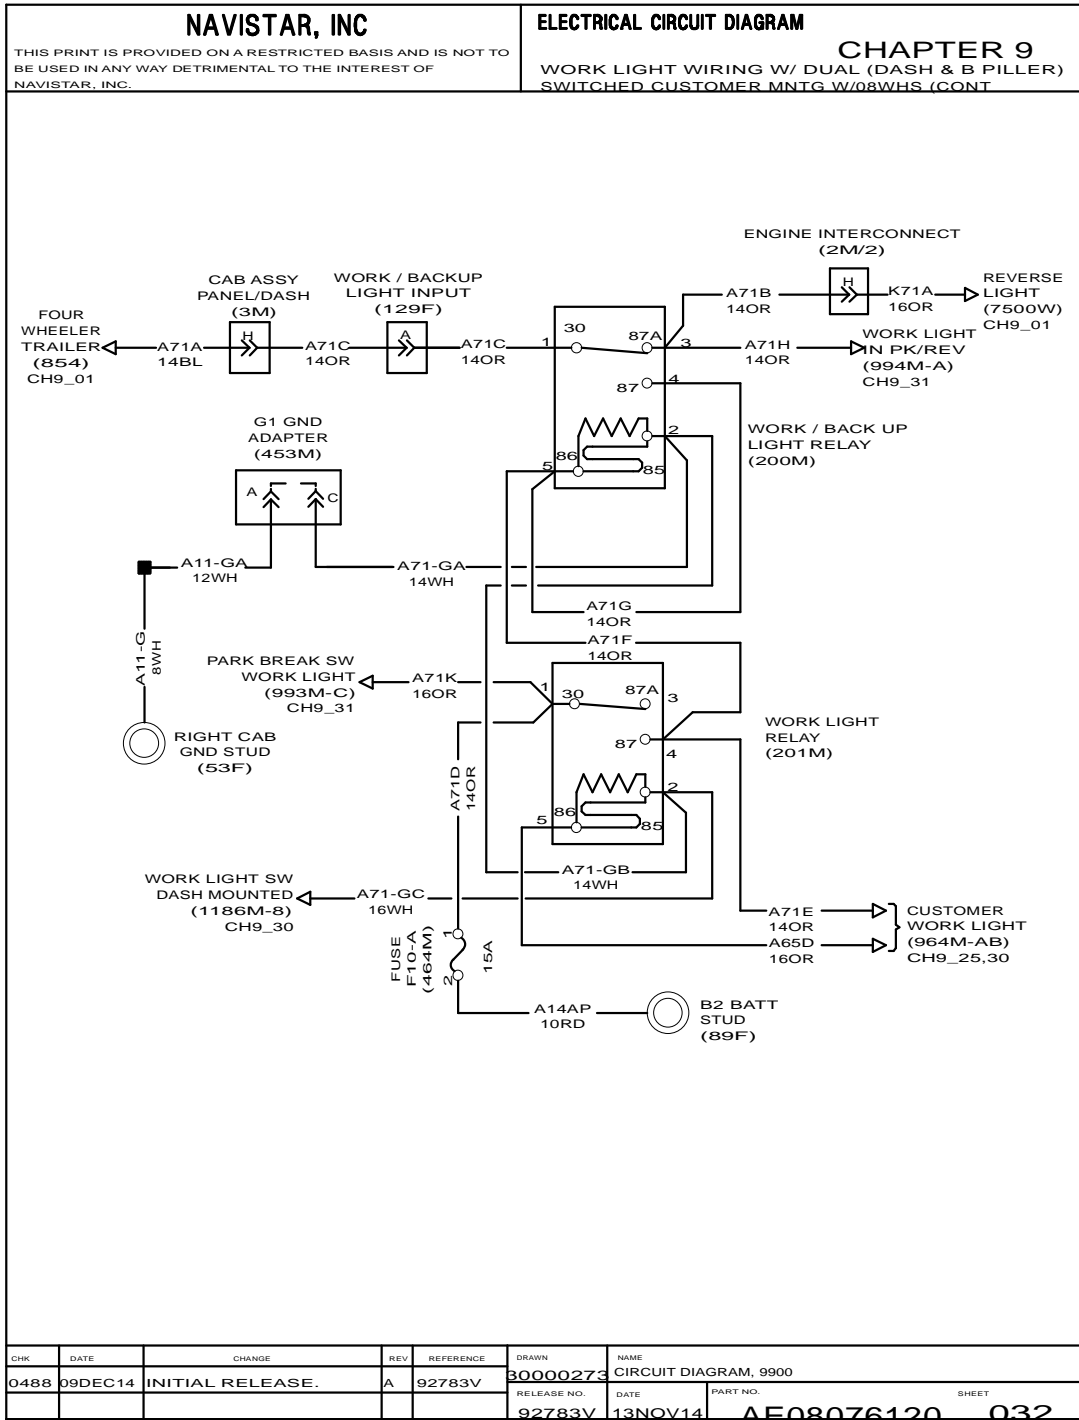 NAVISTAR, INC
THIS PRINT IS PROVIDED ON A RESTRICTED BASIS AND IS NOT TO
BE USED IN ANY WAY DETRIMENTAL TO THE INTEREST OF
NAVISTAR, INC.
ELECTRICAL CIRCUIT DIAGRAM
CHAPTER 9
WORK LIGHT WIRING W/ DUAL (DASH & B PILLER)
SWITCHED CUSTOMER MNTG W/08WHS (CONT
ENGINE INTERCONNECT
(2M/2)
H
A71B
14OR
K71A
16OR
REVERSE
LIGHT
(7500W)
CH9_01
CAB ASSY
PANEL/DASH
(3M)
H
WORK / BACKUP
LIGHT INPUT
(129F)
A
FOUR
WHEELER
TRAILER
(854)
CH9_01
A71A
14BL
A71C
14OR
A71C
14OR
1
30
87A
3
87
4
2
86
5
85
A71H
14OR
WORK LIGHT
IN PK/REV
(994M-A)
CH9_31
WORK / BACK UP
LIGHT RELAY
(200M)
G1 GND
ADAPTER
(453M)
A
C
A11-GA
12WH
A71-GA
14WH
A71G
14OR
A71F
14OR
A11-G
8WH
RIGHT CAB
GND STUD
(53F)
PARK BREAK SW
WORK LIGHT
(993M-C)
CH9_31
A71K
16OR
1
30
87A
3
87
4
2
86
5
85
WORK LIGHT
RELAY
(201M)
A71D
14OR
A71-GB
14WH
WORK LIGHT SW
DASH MOUNTED
(1186M-8)
CH9_30
A71-GC
16WH
A71E
14OR
A65D
16OR
CUSTOMER
WORK LIGHT
(964M-AB)
CH9_25,30
FUSE
F10-A
(464M)
1
2
15A
A14AP
10RD
B2 BATT
STUD
(89F)
CHK DATE CHANGE REV REFERENCE
0488 09DEC14 INITIAL RELEASE. A 92783V
DRAWN
30000273
NAME
CIRCUIT DIAGRAM, 9900
RELEASE NO.
92783V
DATE
13NOV14
PART NO.
AE08076120
SHEET
032